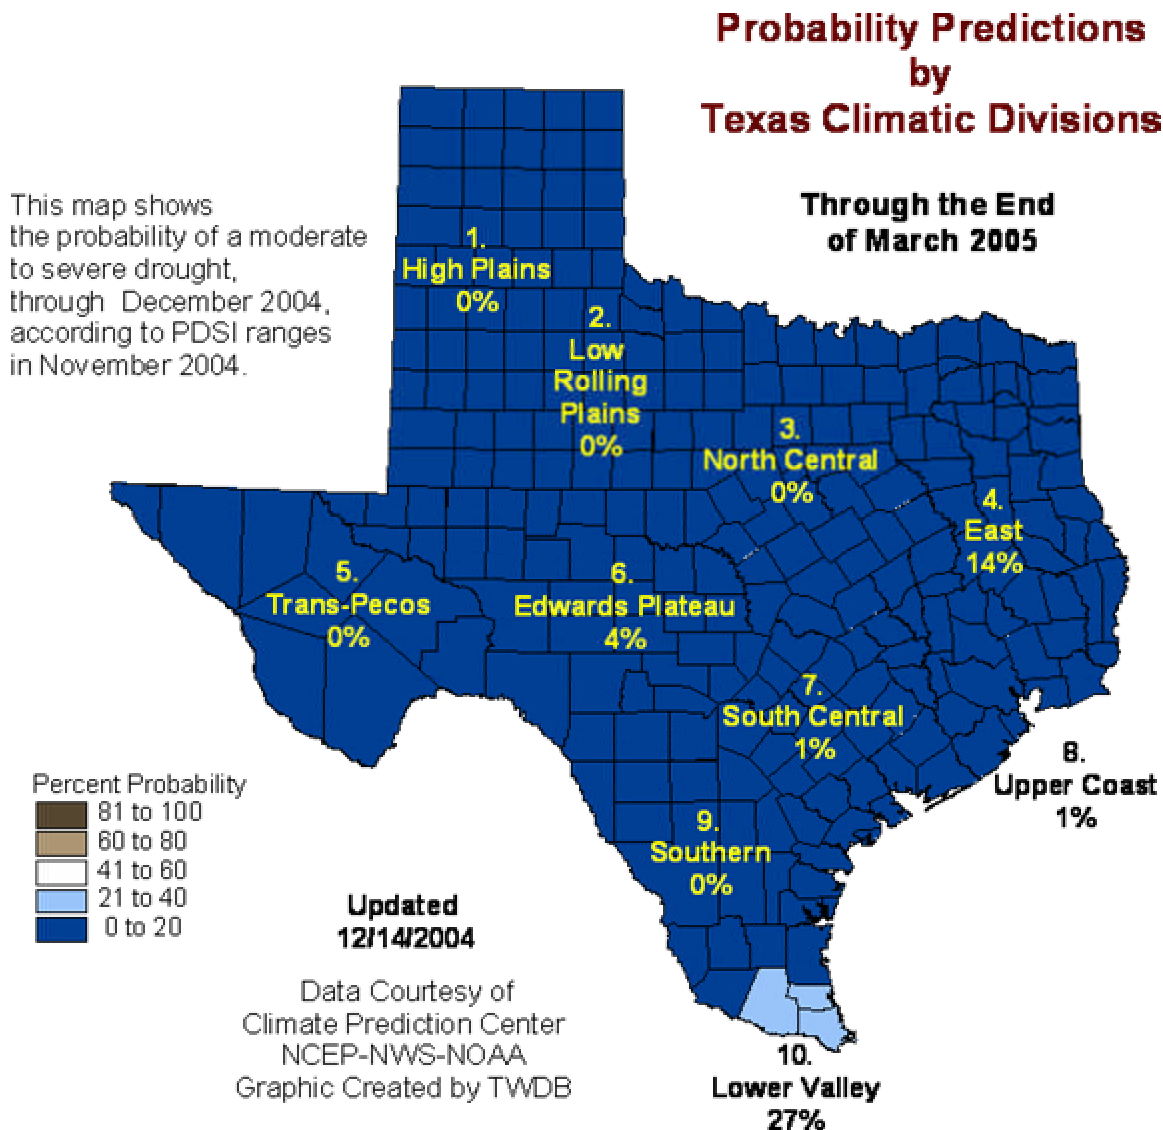 Probability Predictions
by
Texas Climatic Divisions
Through the End
of March 2005
This map shows
the probability of a moderate
to severe drought,
through December 2004,
according to PDSI ranges
in November 2004.
1.
High Plains
0%
2.
Low
Rolling
Plains
0%
3.
North Central
0%
4.
East
14%
5.
Trans-Pecos
0%
6.
Edwards Plateau
4%
7.
South Central
1%
8.
Upper Coast
1%
9.
Southern
0%
10.
Lower Valley
27%
Percent Probability
81 to 100
60 to 80
41 to 60
21 to 40
0 to 20
Updated
12/14/2004
Data Courtesy of
Climate Prediction Center
NCEP-NWS-NOAA
Graphic Created by TWDB